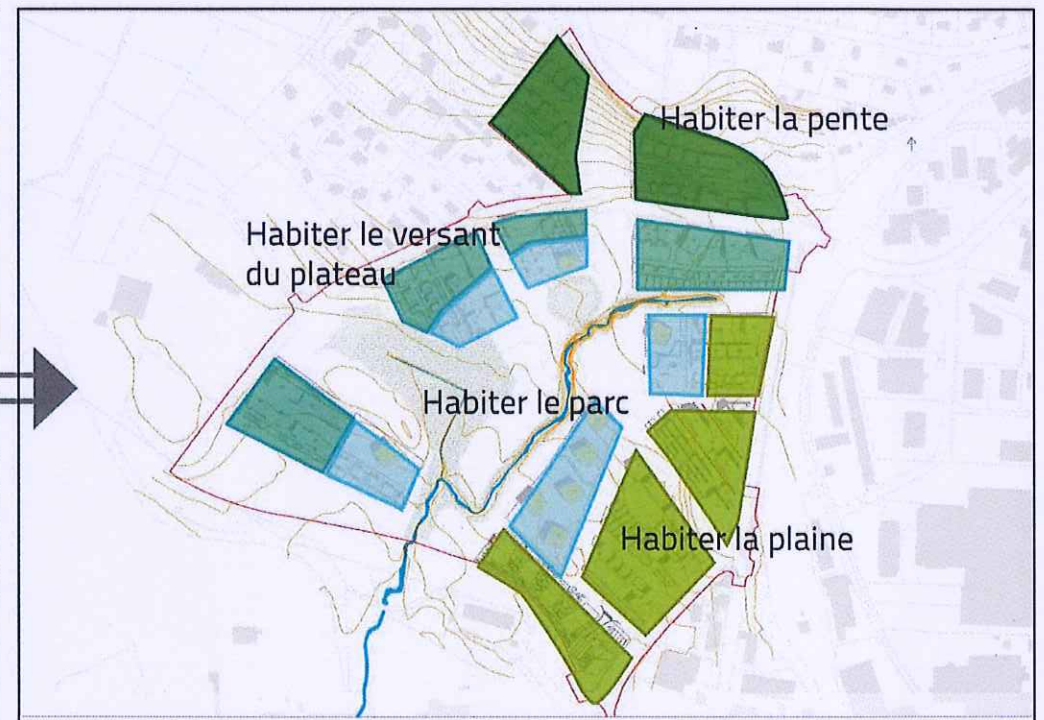 Habiter la pente
Habiter le versant
du plateau
Habiter le parc
Habiter la plaine